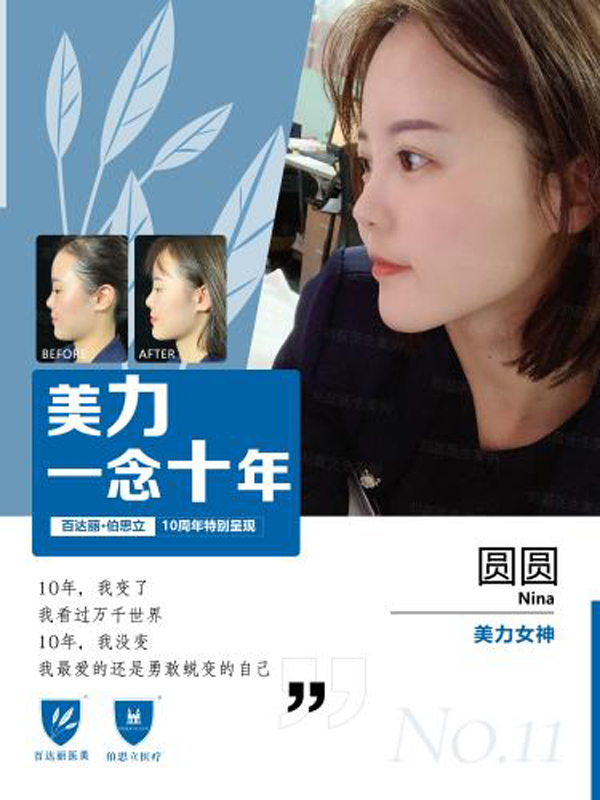 BEFORE
AFTER
美力
一念十年
百达丽·伯思立 10周年特别呈现
圆圆
Nina
美力女神
10年，我变了
我看过万千世界
10年，我没变
我最爱的还是勇敢蜕变的自己
”
百达丽医美
伯思立医疗
No.11